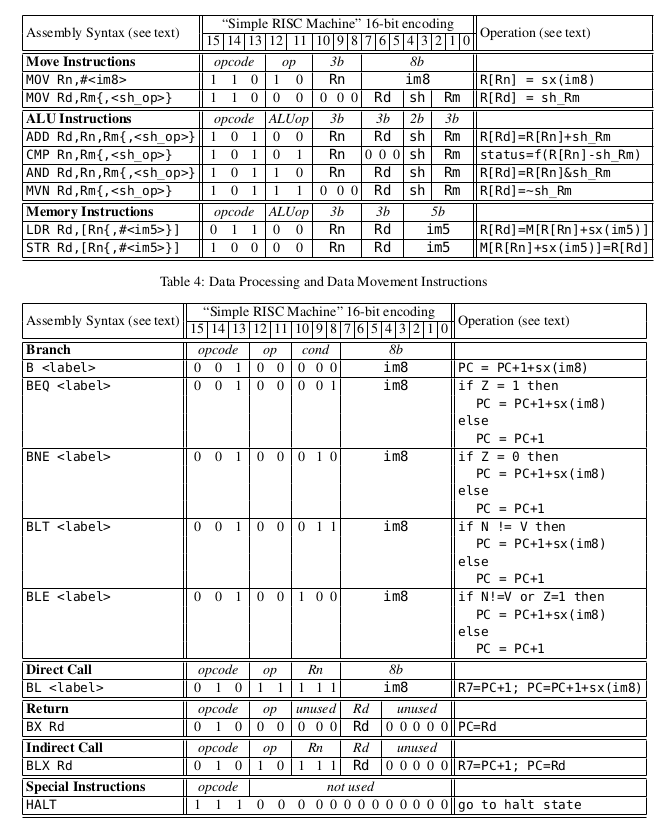 Assembly Syntax (see text) “Simple RISC Machine” 16-bit encoding Operation (see text)
15 14 13 12 11 10 9 8 7 6 5 4 3 2 1 0
Move Instructions opcode op 3b 8b
MOV Rn,#<im8> 1 1 0 1 0 Rn im8 R[Rn] = sx(im8)
MOV Rd,Rm{,<sh_op>} 1 1 0 0 0 0 0 0 Rd sh Rm R[Rd] = sh_Rm
ALU Instructions opcode ALUop 3b 3b 2b 3b
ADD Rd,Rn,Rm{,<sh_op>} 1 0 1 0 0 Rn Rd sh Rm R[Rd]=R[Rn]+sh_Rm
CMP Rn,Rm{,<sh_op>} 1 0 1 0 1 Rn 0 0 0 sh Rm status=f(R[Rn]-sh_Rm)
AND Rd,Rn,Rm{,<sh_op>} 1 0 1 1 0 Rn Rd sh Rm R[Rd]=R[Rn]&sh_Rm
MVN Rd,Rm{,<sh_op>} 1 0 1 1 1 0 0 0 Rd sh Rm R[Rd]=~sh_Rm
Memory Instructions opcode ALUop 3b 3b 5b
LDR Rd,[Rn{,#<im5>}] 0 1 1 0 0 Rn Rd im5 R[Rd]=M[R[Rn]+sx(im5)]
STR Rd,[Rn{,#<im5>}] 1 0 0 0 0 Rn Rd im5 M[R[Rn]+sx(im5)]=R[Rd]
Table 4: Data Processing and Data Movement Instructions
Assembly Syntax (see text) “Simple RISC Machine” 16-bit encoding Operation (see text)
15 14 13 12 11 10 9 8 7 6 5 4 3 2 1 0
Branch opcode op cond 8b
B <label> 0 0 1 0 0 0 0 0 im8 PC = PC+1+sx(im8)
BEQ <label> 0 0 1 0 0 0 0 1 im8 if Z = 1 then
PC = PC+1+sx(im8)
else
PC = PC+1
BNE <label> 0 0 1 0 0 0 1 0 im8 if Z = 0 then
PC = PC+1+sx(im8)
else
PC = PC+1
BLT <label> 0 0 1 0 0 0 1 1 im8 if N != V then
PC = PC+1+sx(im8)
else
PC = PC+1
BLE <label> 0 0 1 0 0 1 0 0 im8 if N!=V or Z=1 then
PC = PC+1+sx(im8)
else
PC = PC+1
Direct Call opcode op Rn 8b
BL <label> 0 1 0 1 1 1 1 1 im8 R7=PC+1; PC=PC+1+sx(im8)
Return opcode op unused Rd unused
BX Rd 0 1 0 0 0 0 0 0 Rd 0 0 0 0 0 PC=Rd
Indirect Call opcode op Rn Rd unused
BLX Rd 0 1 0 1 0 1 1 1 Rd 0 0 0 0 0 R7=PC+1; PC=Rd
Special Instructions opcode not used
HALT 1 1 1 0 0 0 0 0 0 0 0 0 0 0 0 0 go to halt state